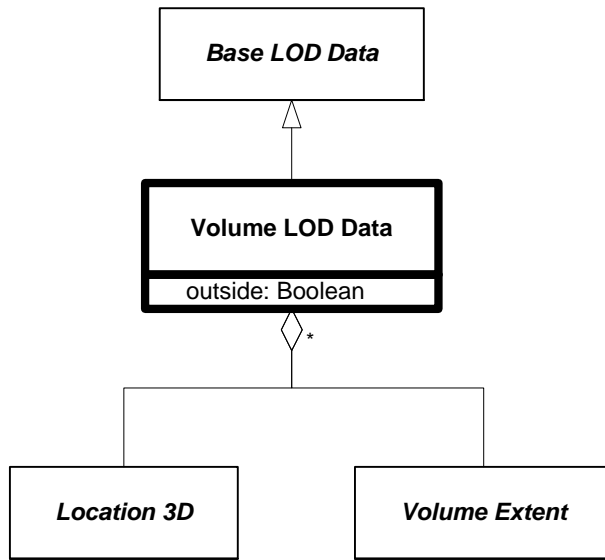 Base LOD Data
Volume LOD Data
outside: Boolean
*
Location 3D
Volume Extent